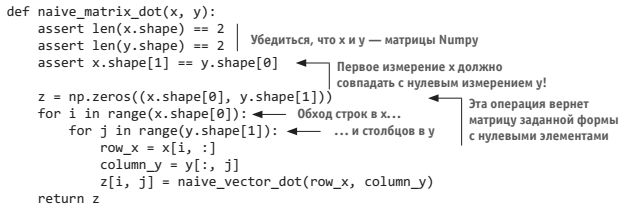 def naive_matrix_dot(x, y):
    assert len(x.shape) == 2
    assert len(y.shape) == 2
Убедиться, что x и y — матрицы Numpy
    assert x.shape[1] == y.shape[0]
Первое измерение x должно
совпадать с нулевым измерением y!
    z = np.zeros((x.shape[0], y.shape[1]))
Эта операция вернет
матрицу заданной формы
с нулевыми элементами
    for i in range(x.shape[0]): Обход строк в x...
        for j in range(y.shape[1]): ... и столбцов в y
            row_x = x[i, :]
            column_y = y[:, j]
            z[i, j] = naive_vector_dot(row_x, column_y)
    return z